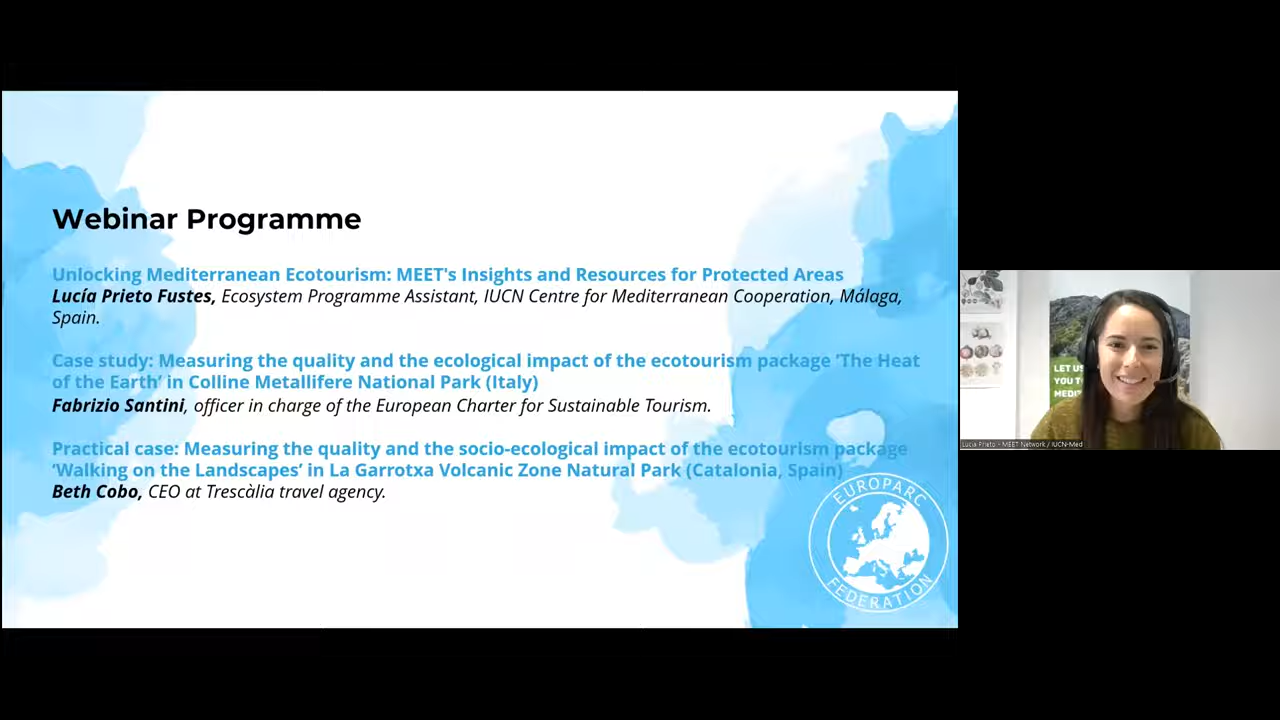 Webinar Programme
Unlocking Mediterranean Ecotourism: MEET's Insights and Resources for Protected Areas
Lucía Prieto Fustes, Ecosystem Programme Assistant, IUCN Centre for Mediterranean Cooperation, Málaga,
Spain.
Case study: Measuring the quality and the ecological impact of the ecotourism package ‘The Heat
of the Earth’ in Colline Metallifere National Park (Italy)
Fabrizio Santini, officer in charge of the European Charter for Sustainable Tourism.
Practical case: Measuring the quality and the socio-ecological impact of the ecotourism package
‘Walking on the Landscapes’ in La Garrotxa Volcanic Zone Natural Park (Catalonia, Spain)
Beth Cobo, CEO at Trescàlia travel agency.
EUROPARC
FEDERATION
LET US
YOU T
MEDIT
Lucía Prieto - MEET Network / IUCN-Med